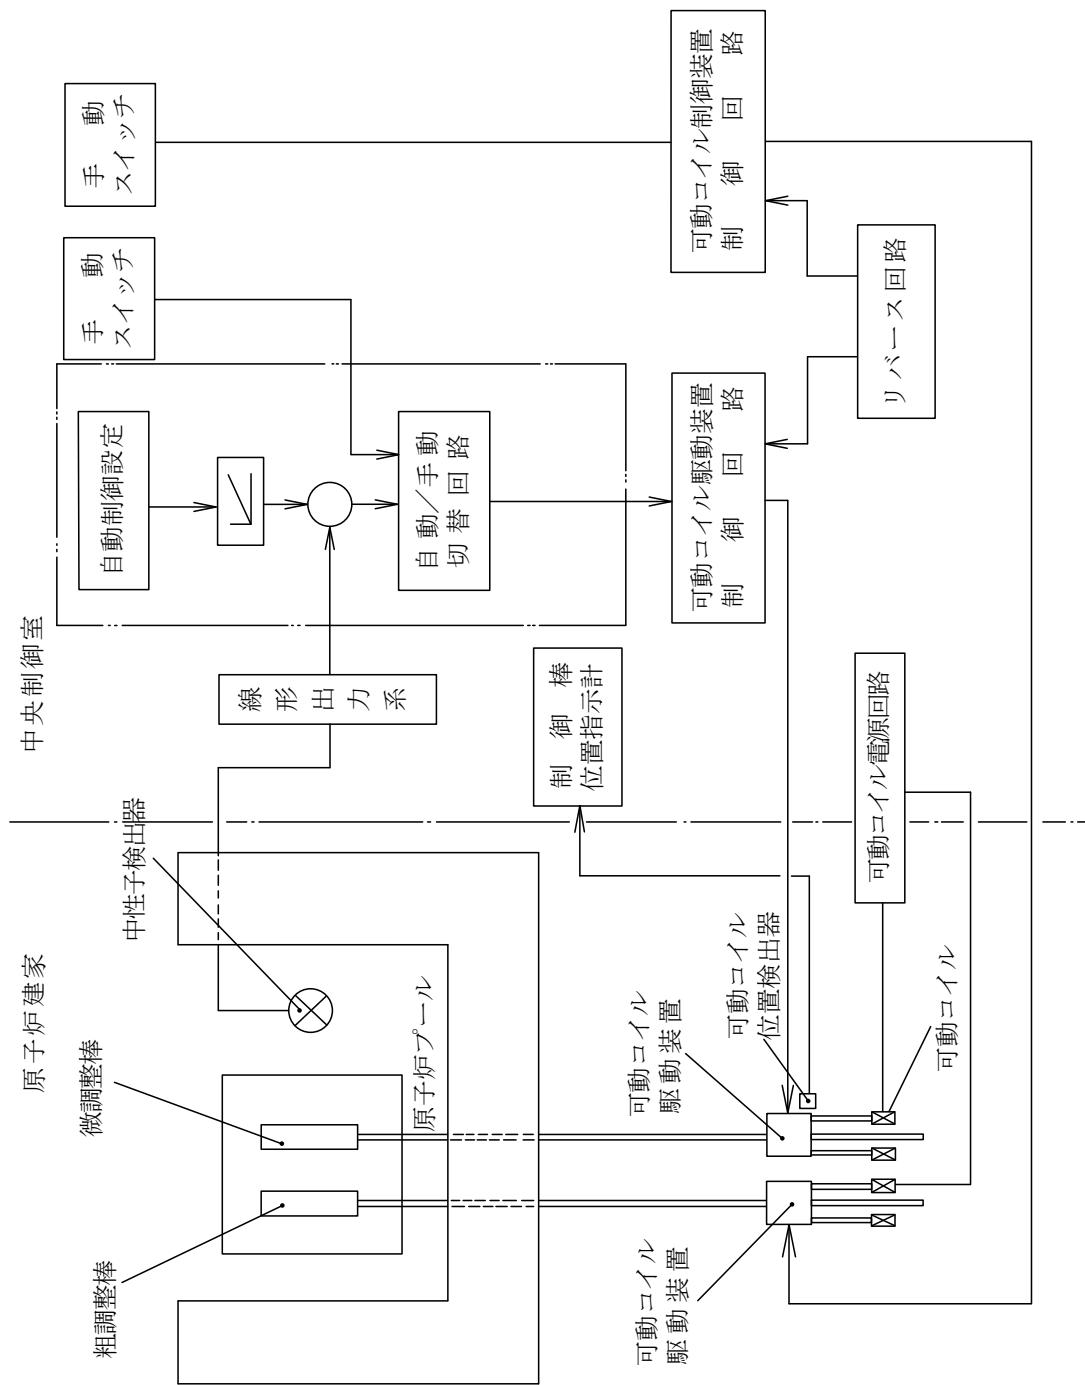 原子炉建家
中央制御室
粗調整棒
微調整棒
中性子検出器
原子炉プール
線形出力系
自動制御設定
自動／手動
切替回路
手動
スイッチ
手動
スイッチ
制御棒
位置指示計
可動コイル
駆動装置
可動コイル
駆動装置
可動コイル
位置検出器
可動コイル駆動装置
制御回路
可動コイル制御装置
制御回路
可動コイル電源回路
リバース回路
可動コイル